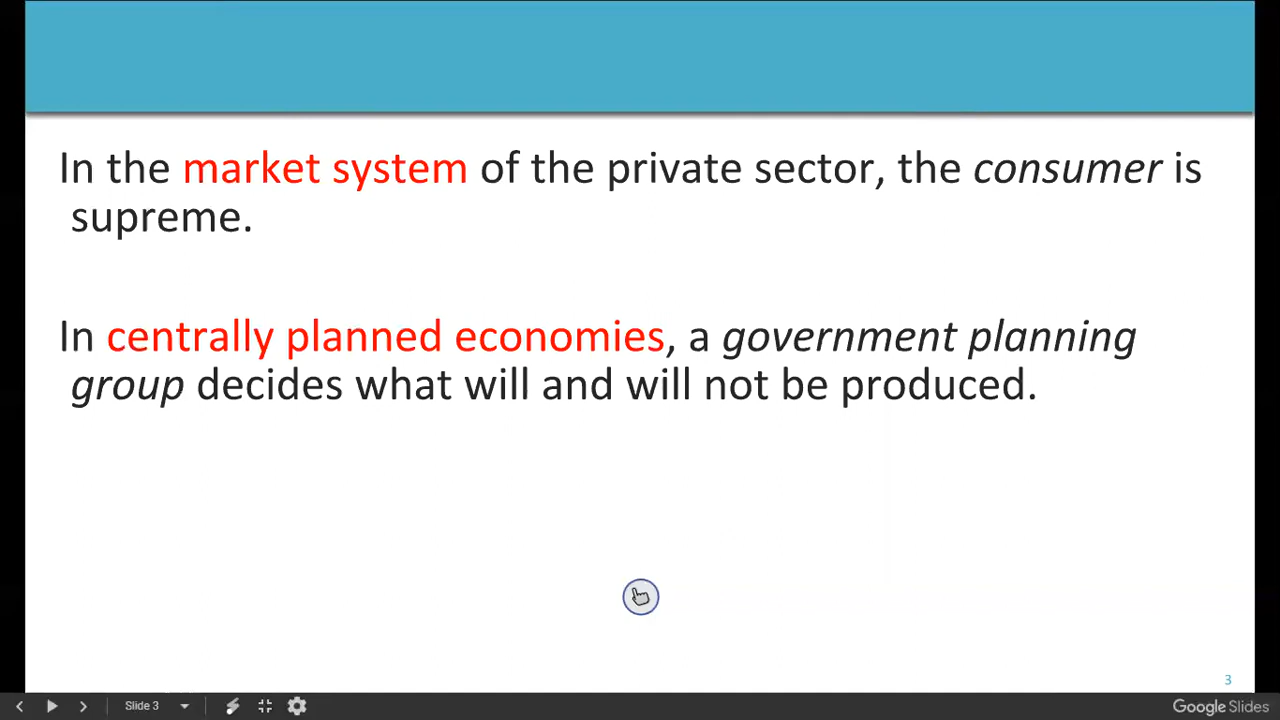 In the market system of the private sector, the consumer is
supreme.
In centrally planned economies, a government planning
group decides what will and will not be produced.
3
Slide 3
Google Slides